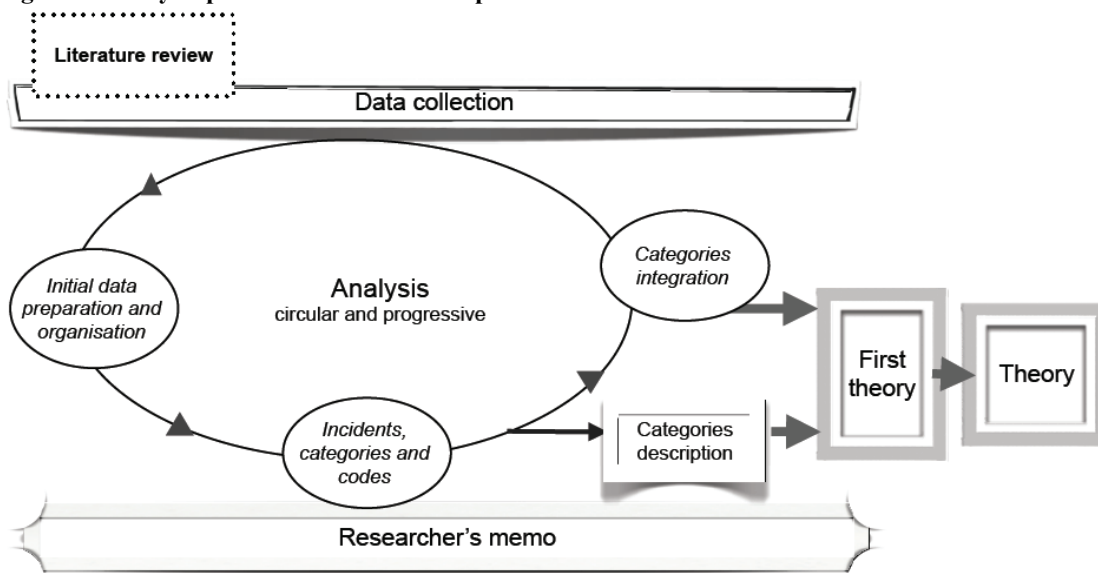 Literature review
Data collection
Initial data
preparation and
organisation
Analysis
circular and progressive
Categories
integration
First
theory
Theory
Incidents,
categories and
codes
Categories
description
Researcher's memo